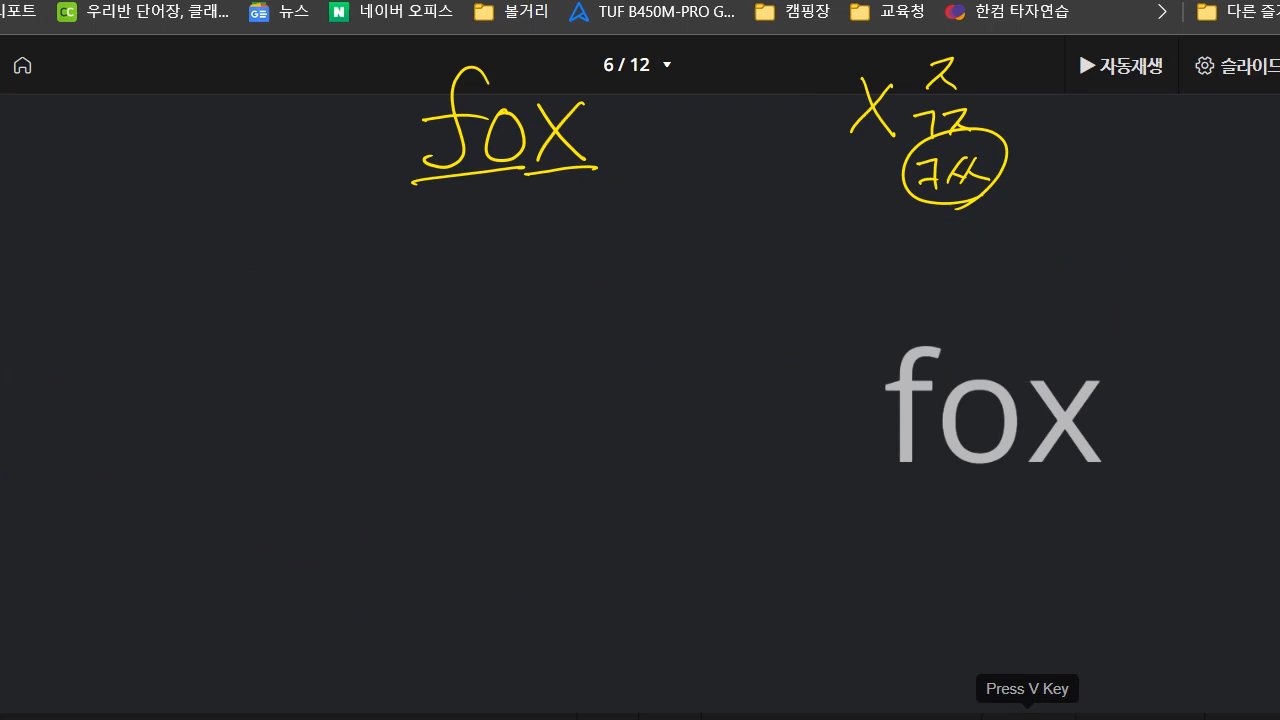 리포트 우리반 단어장, 클래... 뉴스 네이버 오피스 볼거리 TUF B450M-PRO G... 캠핑장 교육청 한컴 타자연습 다른 즐겨
6 / 12 자동재생 슬라이드
fox
x ㅈ
ㄱㅈ
ㄱㅆ
fox
Press V Key